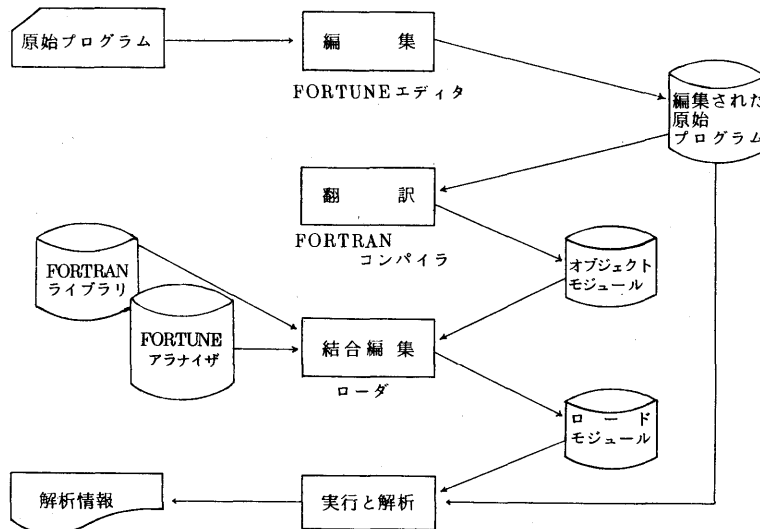 原始プログラム
編　　集
FORTUNEエディタ
編集された
原始
プログラム
翻　　訳
FORTRAN
コンパイラ
FORTRAN
ライブラリ
オブジェクト
モジュール
FORTUNE
アラナイザ
結合編集
ローダ
ロ　ー　ド
モジュール
解析情報
実行と解析